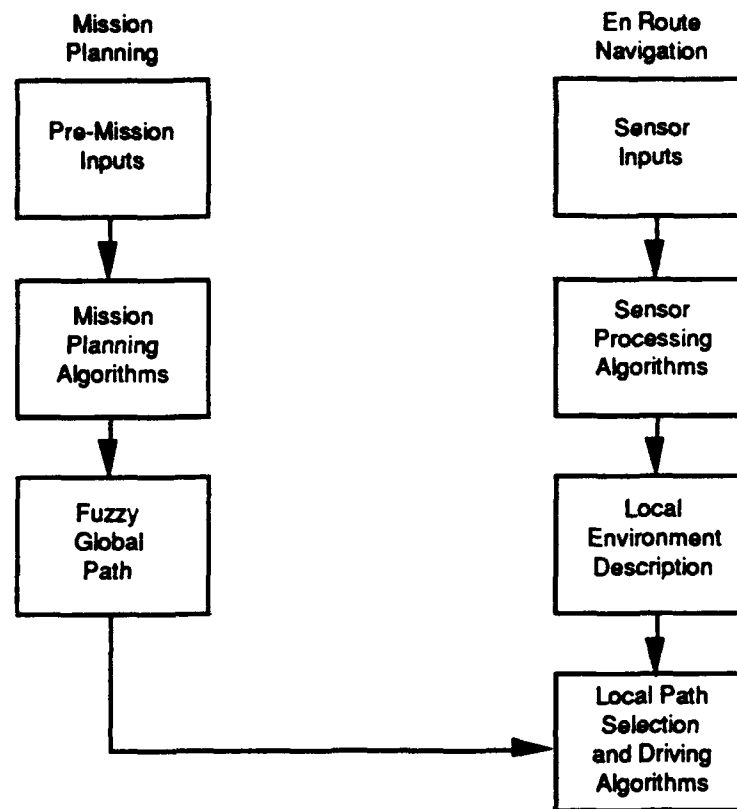 Mission
Planning
Pre-Mission
Inputs
Mission
Planning
Algorithms
Fuzzy
Global
Path
En Route
Navigation
Sensor
Inputs
Sensor
Processing
Algorithms
Local
Environment
Description
Local Path
Selection
and Driving
Algorithms